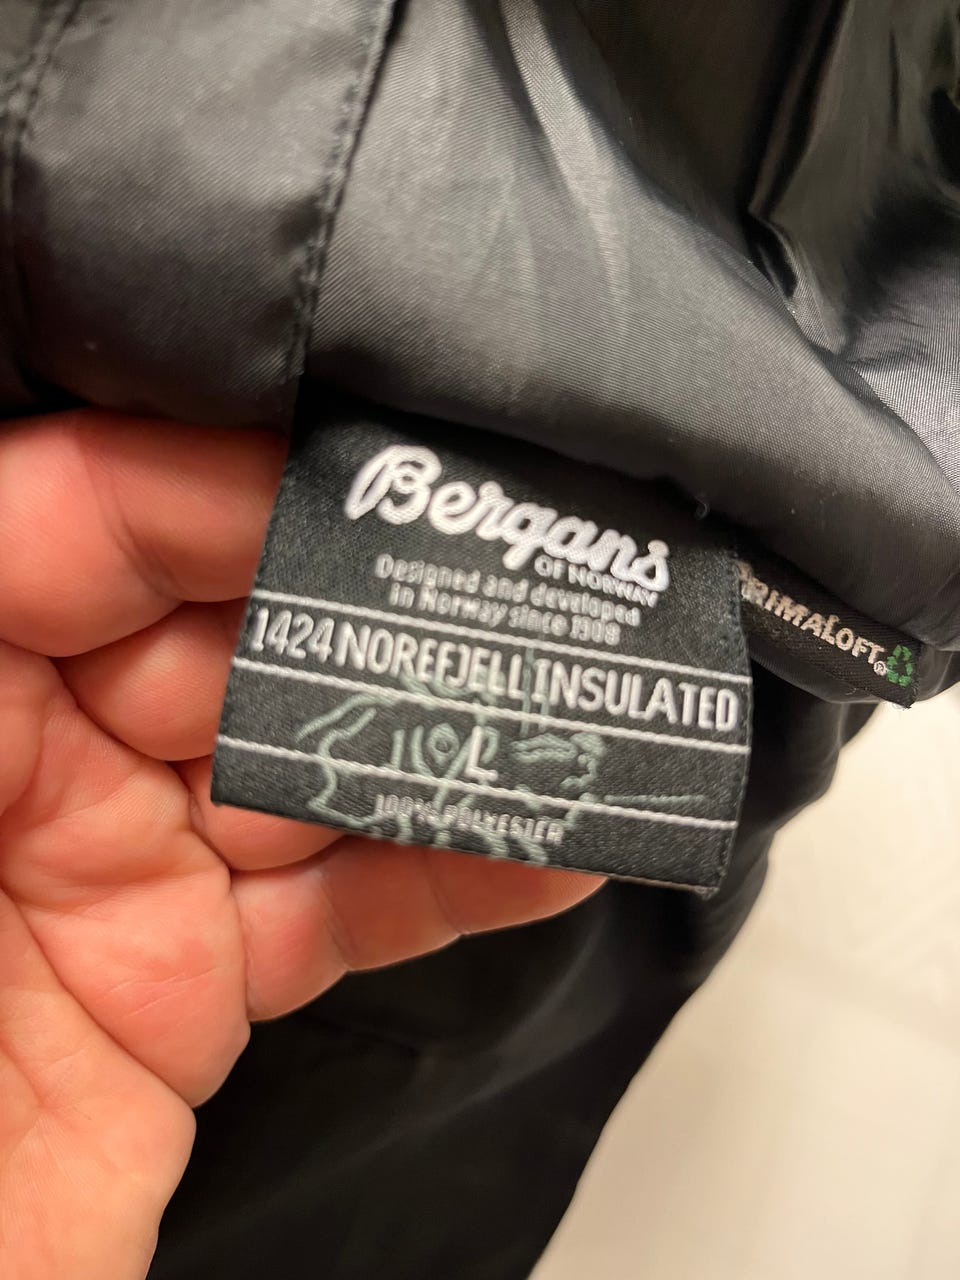 Bergans
OF NORWAY
Designed and developed
in Norway since 1908
1424 NOREFJELL INSULATED
L
100% POLYESTER
PRIMALOFT®